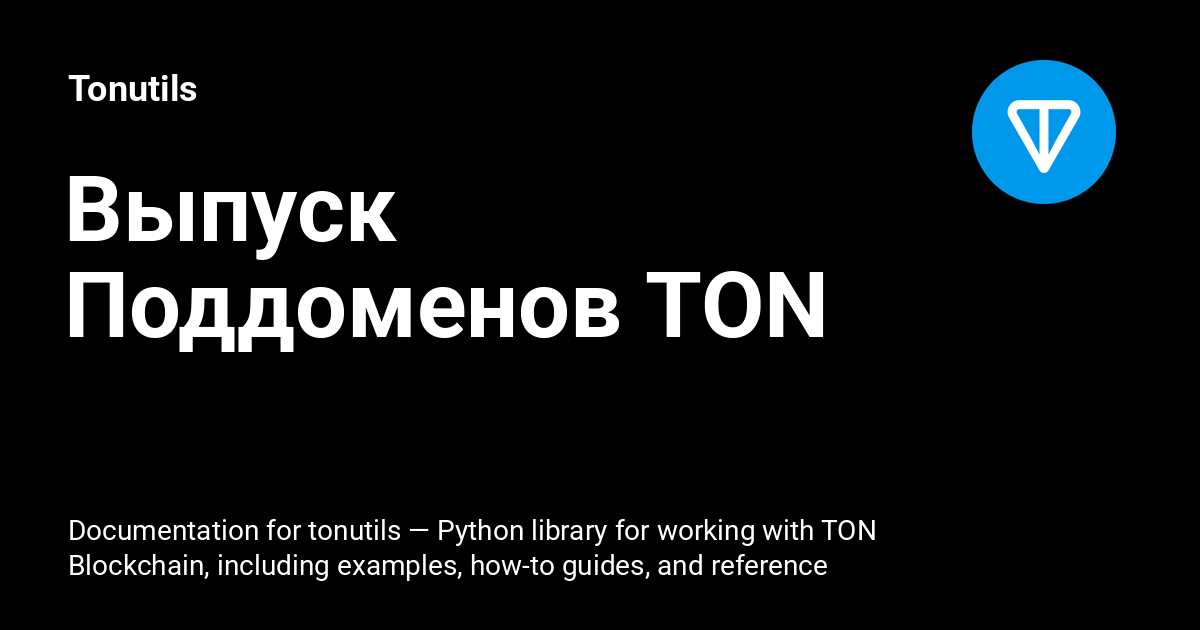 Tonutils
Выпуск
Поддоменов TON
Documentation for tonutils — Python library for working with TON
Blockchain, including examples, how-to guides, and reference